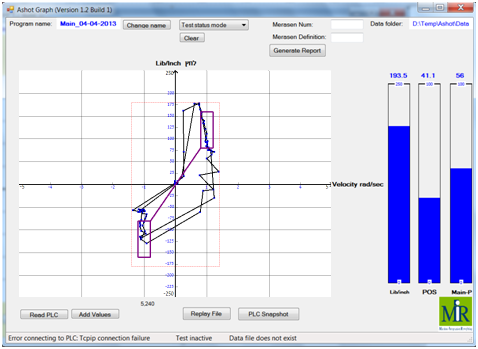 Ashot Graph (Version 1.2 Build 1)
Program name: Main_04-04-2013 Change name Test status mode Merasen Num: Data folder: D:\Temp\Ashot\Data
Clear Merasen Definition:
Generate Report
Lib/Inch לחץ
193.5 41.1 56
250 250 250
250
200
175
150
125
100
75
50
25
-5 -4 -3 -2 -1 1 2 3 4 5 Velocity rad/sec
-25
-50
-75
-100
-125
-150
-175
-200
-250
0 0 0
Lib/inch POS Main-P
5.240
Read PLC Add Values Replay File PLC Snapshot
MIR
Error connecting to PLC: Tcpip connection failure Test inactive Data file does not exist